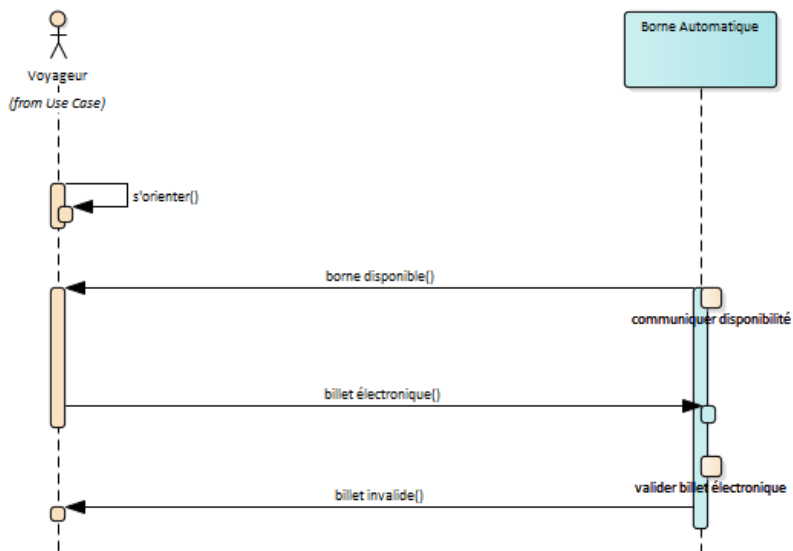 Borne Automatique
Voyageur
(from Use Case)
s'orienter()
borne disponible()
communiquer disponibilité
billet électronique()
valider billet électronique
billet invalide()